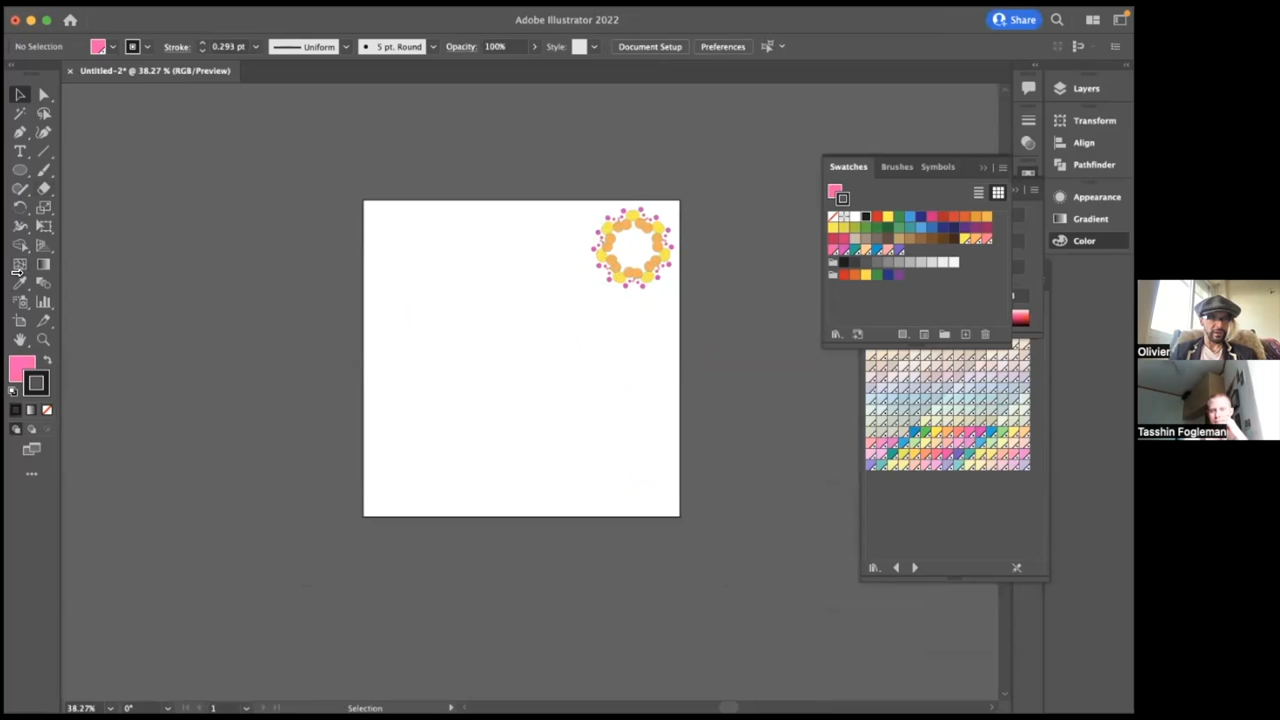 Adobe Illustrator 2022
Share
No Selection
Stroke:
0.293 pt
Uniform
5 pt. Round
Opacity:
100%
Style:
Document Setup
Preferences
Untitled-2* @ 38.27 % (RGB/Preview)
Layers
Transform
Align
Pathfinder
Appearance
Gradient
Color
Swatches
Brushes
Symbols
Olivier
Tasshin Fogleman
38.27%
0°
1
Selection